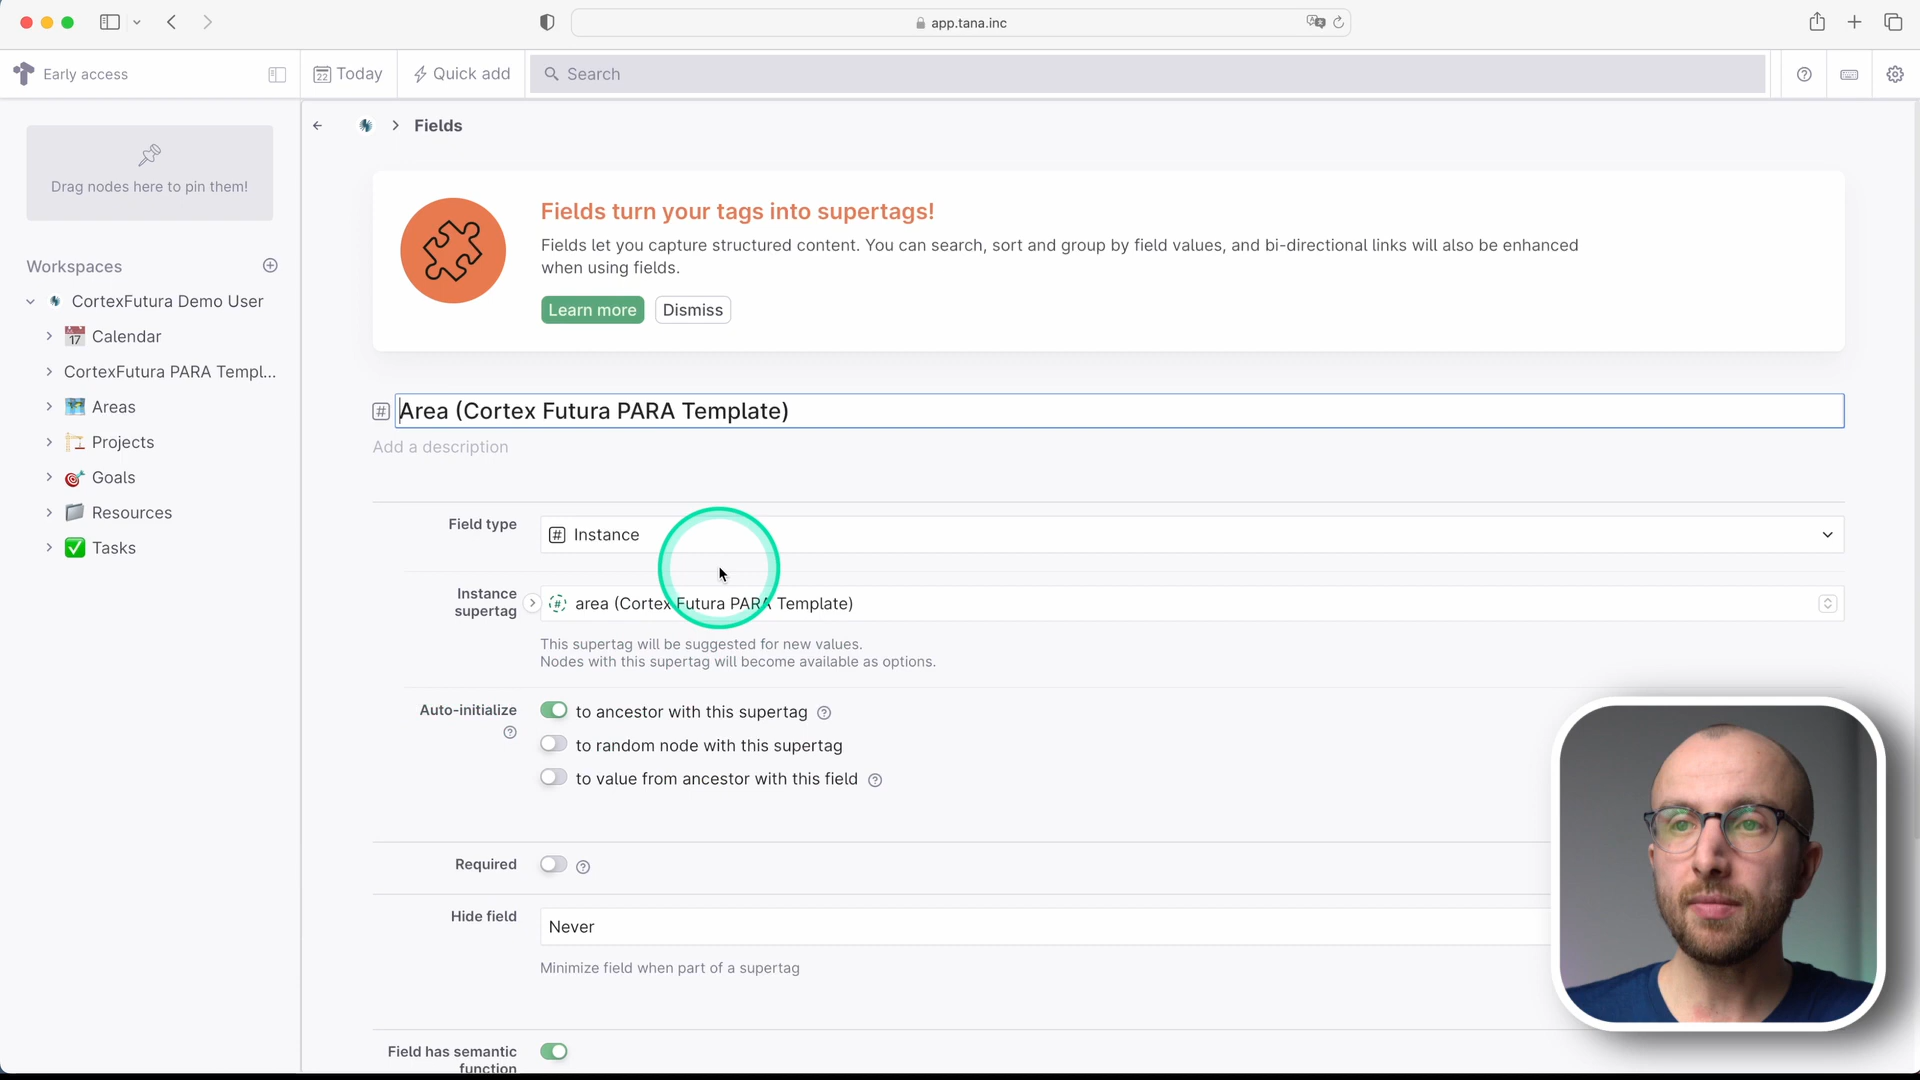 app.tana.inc
Early access
22
Today
Quick add
Search
Fields
Drag nodes here to pin them!
Fields turn your tags into supertags!
Fields let you capture structured content. You can search, sort and group by field values, and bi-directional links will also be enhanced
when using fields.
Learn more
Dismiss
Workspaces
CortexFutura Demo User
17
Calendar
CortexFutura PARA Templ...
Areas
Projects
Goals
Resources
Tasks
# Area (Cortex Futura PARA Template)
Add a description
Field type
# Instance
Instance
supertag
# area (Cortex Futura PARA Template)
This supertag will be suggested for new values.
Nodes with this supertag will become available as options.
Auto-initialize
to ancestor with this supertag
to random node with this supertag
to value from ancestor with this field
Required
Hide field
Never
Minimize field when part of a supertag
Field has semantic
function